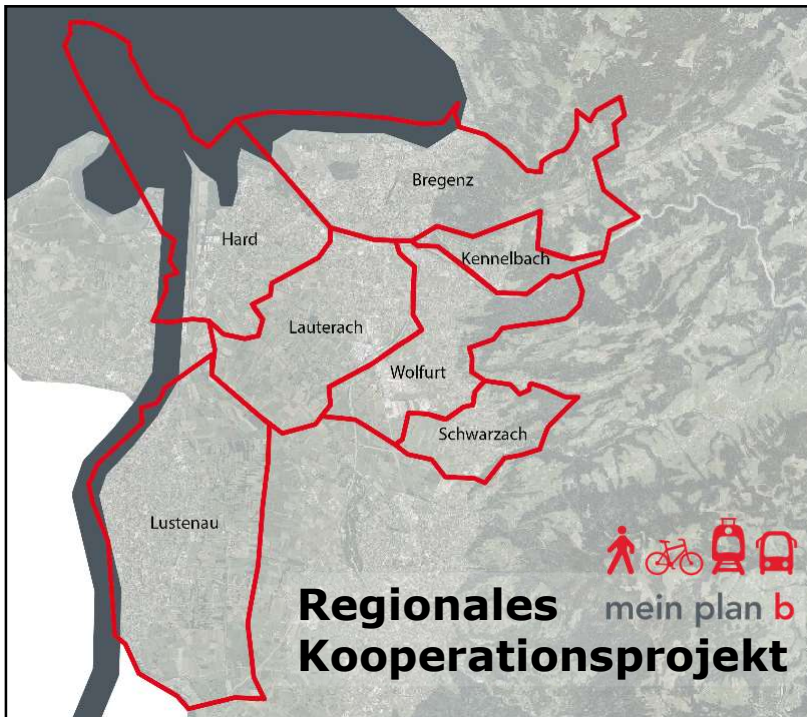 Bregenz
Hard
Kennelbach
Lauterach
Wolfurt
Schwarzach
Lustenau
mein plan b
Regionales
Kooperationsprojekt